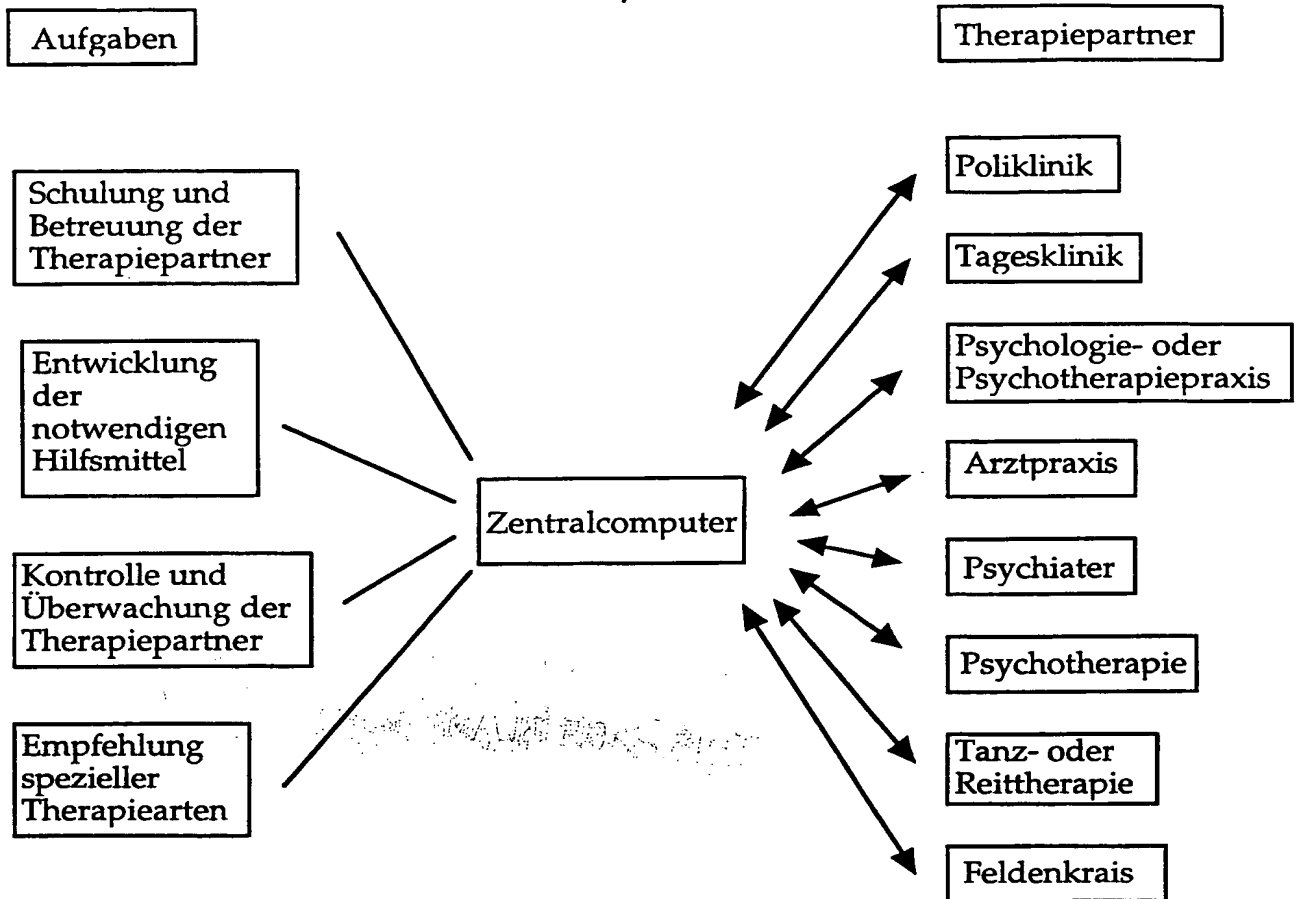 Aufgaben
Therapiepartner
Schulung und
Betreuung der
Therapiepartner
Entwicklung
der
notwendigen
Hilfsmittel
Kontrolle und
Überwachung der
Therapiepartner
Empfehlung
spezieller
Therapiearten
Zentralcomputer
Poliklinik
Tagesklinik
Psychologie- oder
Psychotherapiepraxis
Arztpraxis
Psychiater
Psychotherapie
Tanz- oder
Reittherapie
Feldenkrais